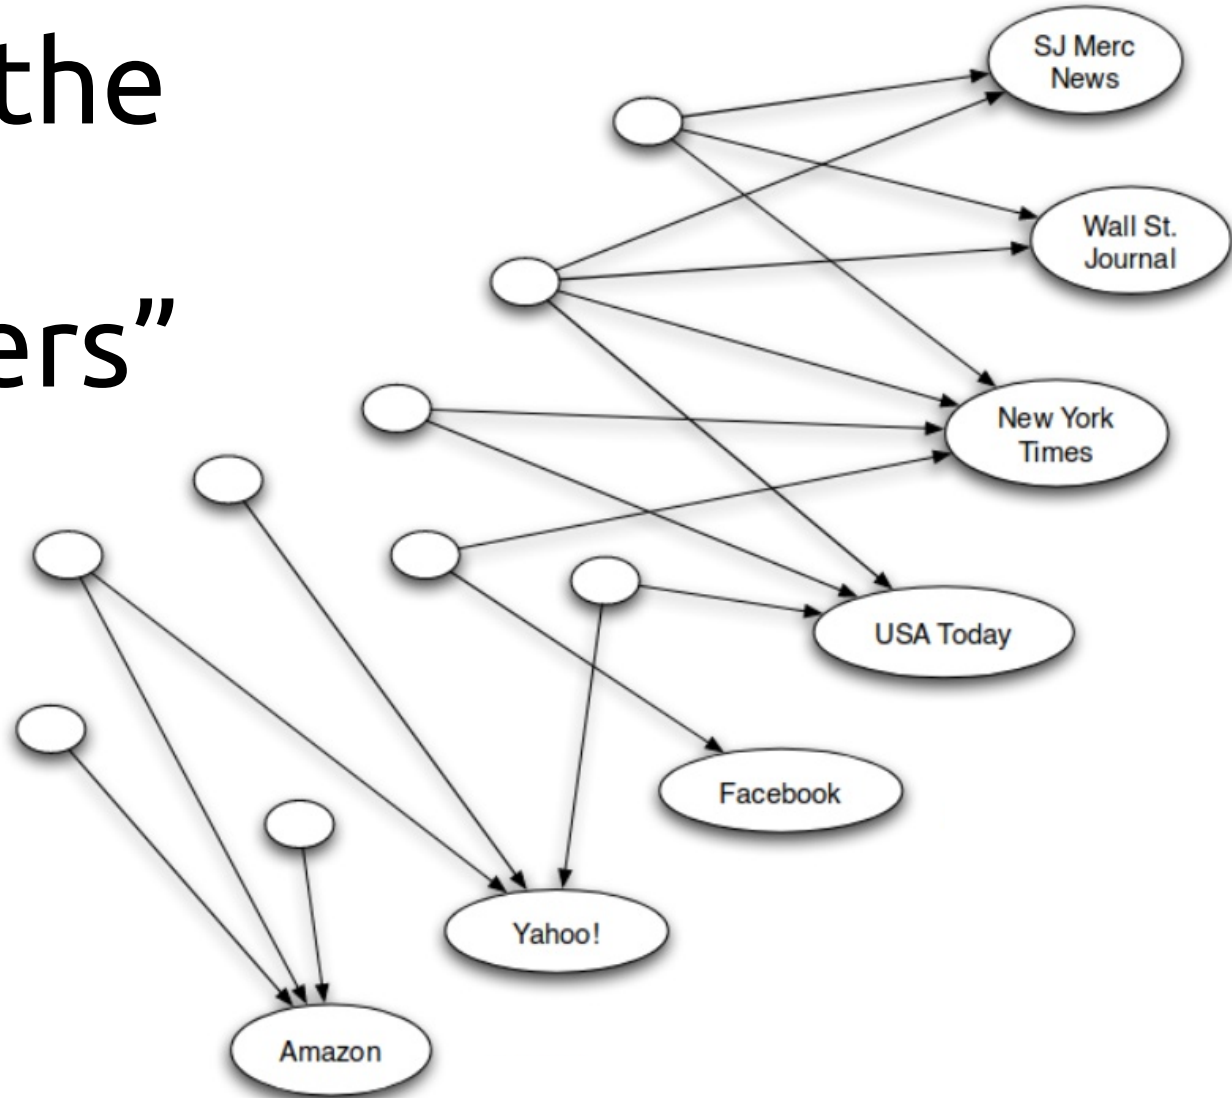 the
ers”
SJ Merc
News
Wall St.
Journal
New York
Times
USA Today
Facebook
Yahoo!
Amazon